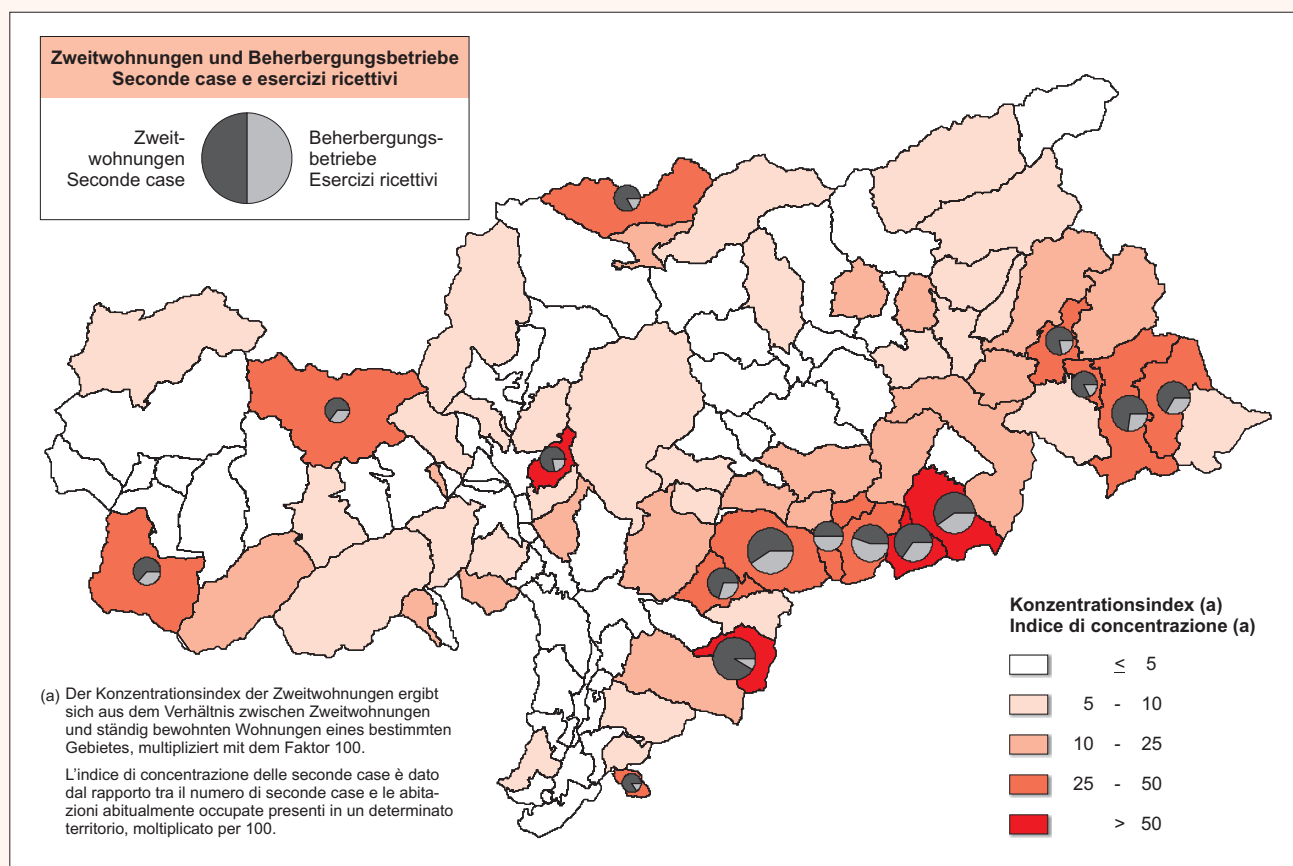 Zweitwohnungen und Beherbergungsbetriebe
Seconde case e esercizi ricettivi
Zweit-
wohnungen
Seconde case
Beherbergungs-
betriebe
Esercizi ricettivi
Konzentrationsindex (a)
Indice di concentrazione (a)
≤ 5
5 - 10
10 - 25
25 - 50
> 50
(a) Der Konzentrationsindex der Zweitwohnungen ergibt
sich aus dem Verhältnis zwischen Zweitwohnungen
und ständig bewohnten Wohnungen eines bestimmten
Gebietes, multipliziert mit dem Faktor 100.
L'indice di concentrazione delle seconde case è dato
dal rapporto tra il numero di seconde case e le abita-
zioni abitualmente occupate presenti in un determinato
territorio, moltiplicato per 100.